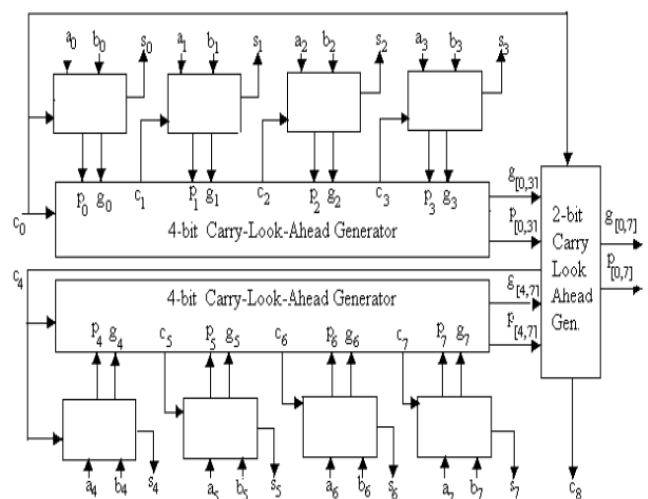 a0 b0 s0 a1 b1 s1 a2 b2 s2 a3 b3 s3
p0 g0 c1 p1 g1 c2 p2 g2 c3 p3 g3
c0
4-bit Carry-Look-Ahead Generator
g[0,3]
p[0,3]
2-bit
Carry
Look
Ahead
Gen.
g[0,7]
p[0,7]
c4
4-bit Carry-Look-Ahead Generator
g[4,7]
p[4,7]
p4 g4 c5 p5 g5 c6 p6 g6 c7 p7 g7
a4 b4 s4 a5 b5 s5 a6 b6 s6 a7 b7 s7
c8